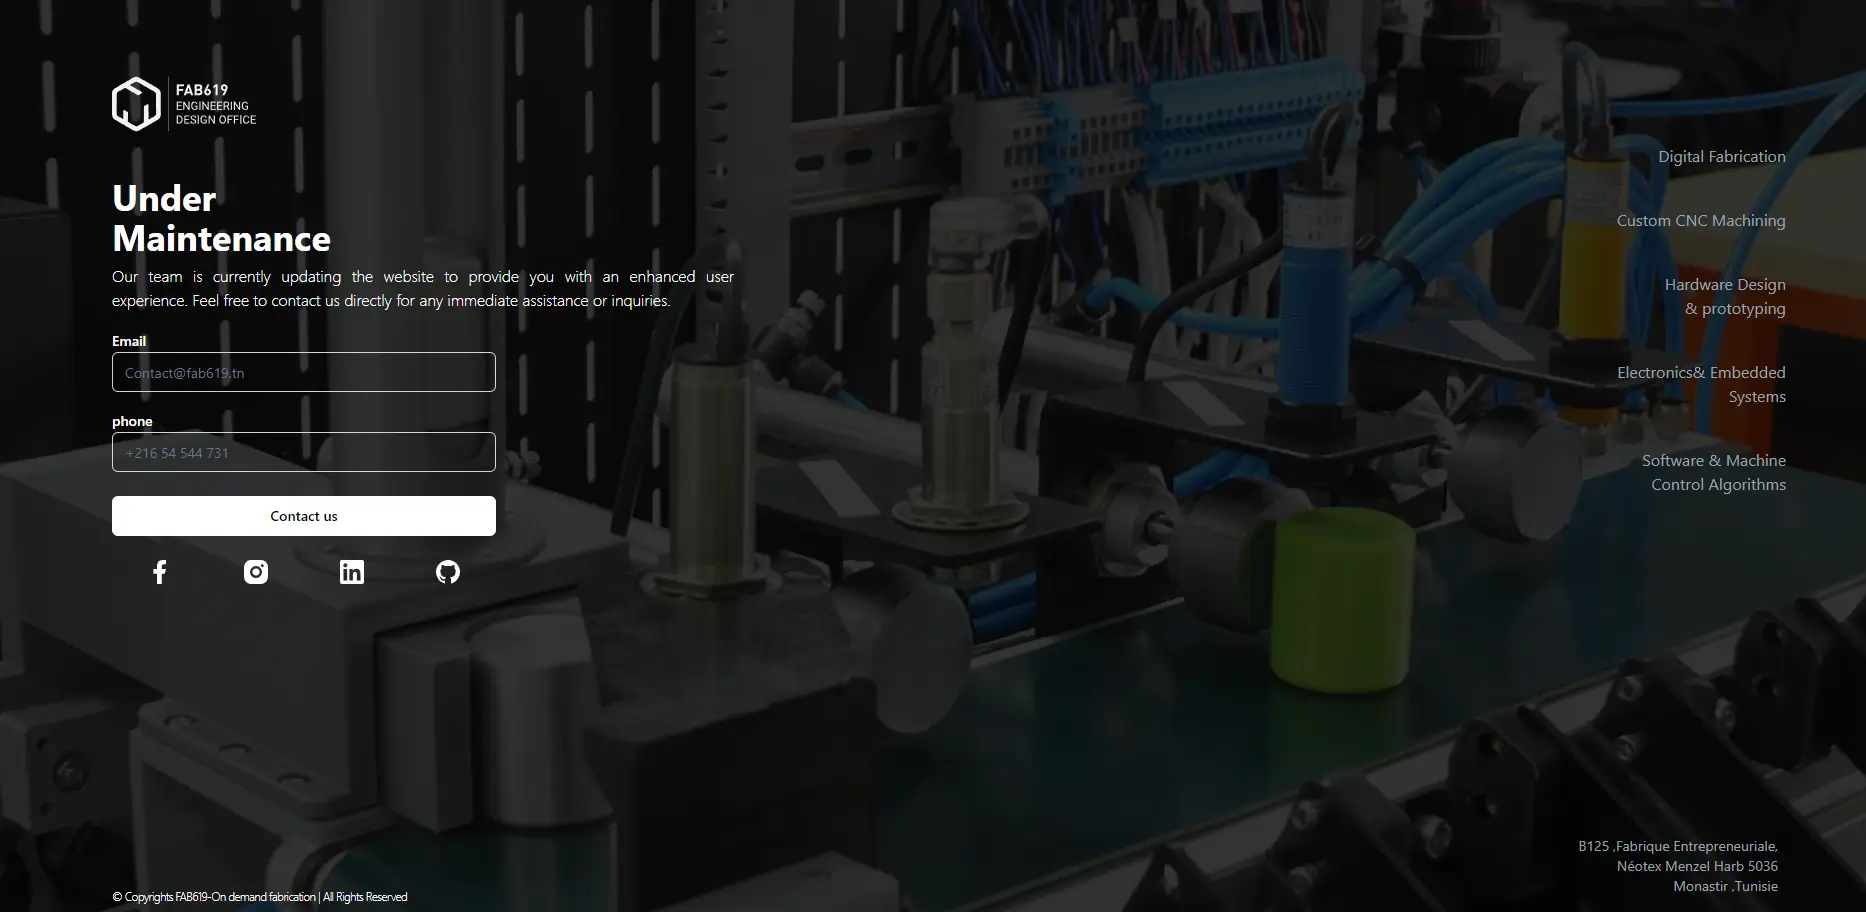 FAB619
ENGINEERING
DESIGN OFFICE
Under
Maintenance
Our team is currently updating the website to provide you with an enhanced user
experience. Feel free to contact us directly for any immediate assistance or inquiries.
Email
Contact@fab619.tn
phone
+216 54 544 731
Contact us
Digital Fabrication
Custom CNC Machining
Hardware Design
& prototyping
Electronics& Embedded
Systems
Software & Machine
Control Algorithms
B125 ,Fabrique Entrepreneuriale,
Néotex Menzel Harb 5036
Monastir ,Tunisie
© Copyrights FAB619-On demand fabrication | All Rights Reserved